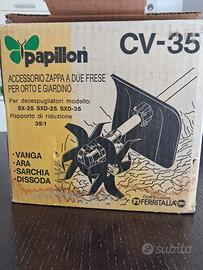 papillon
CV-35
ACCESSORIO ZAPPA A DUE FRESE
PER ORTO E GIARDINO
Per decespugliatori modello:
SX-25 SXD-25 SXD-35
Rapporto di riduzione
35:1
• VANGA
• ARA
• SARCHIA
• DISSODA
FERRITALIA
subito